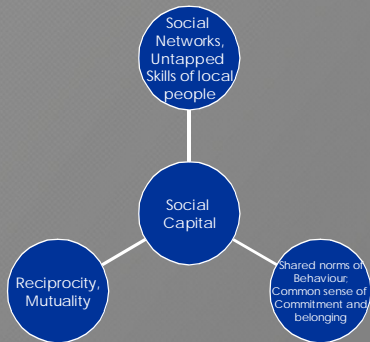 Social
Networks,
Untapped
Skills of local
people
Social
Capital
Reciprocity,
Mutuality
Shared norms of
Behaviour;
Common sense of
Commitment and
belonging